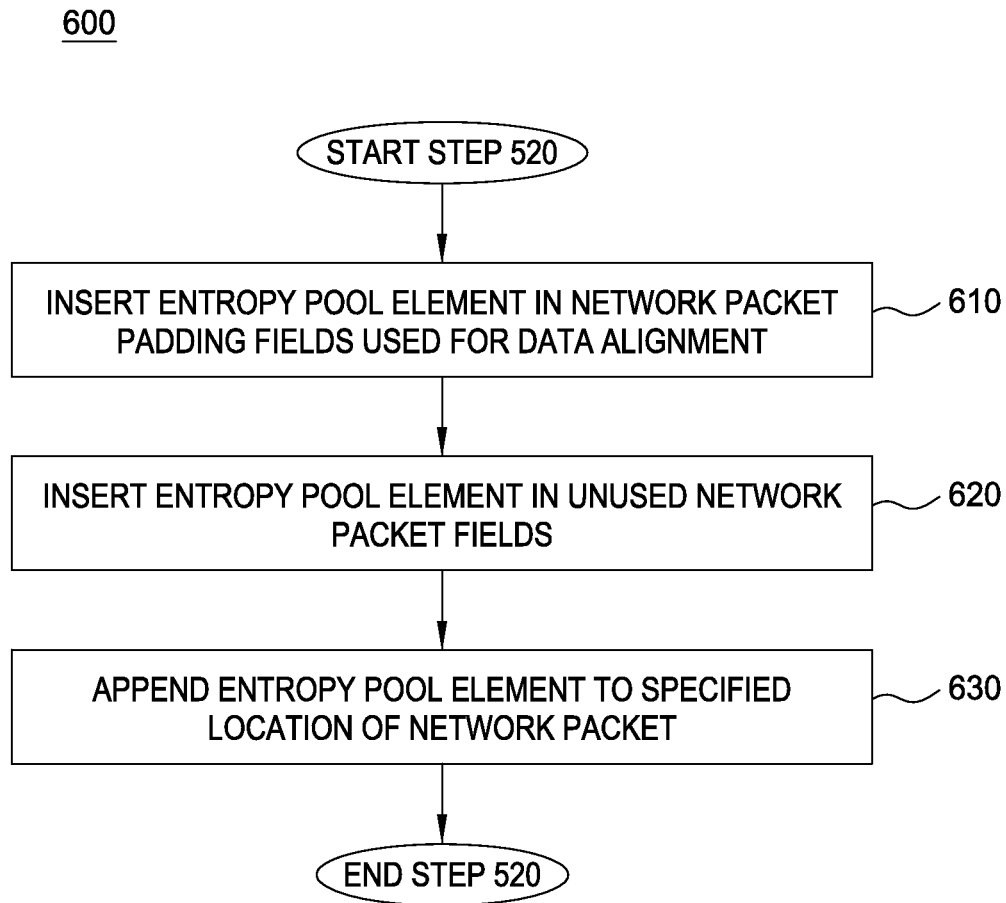 600
START STEP 520
INSERT ENTROPY POOL ELEMENT IN NETWORK PACKET
PADDING FIELDS USED FOR DATA ALIGNMENT
610
INSERT ENTROPY POOL ELEMENT IN UNUSED NETWORK
PACKET FIELDS
620
APPEND ENTROPY POOL ELEMENT TO SPECIFIED
LOCATION OF NETWORK PACKET
630
END STEP 520